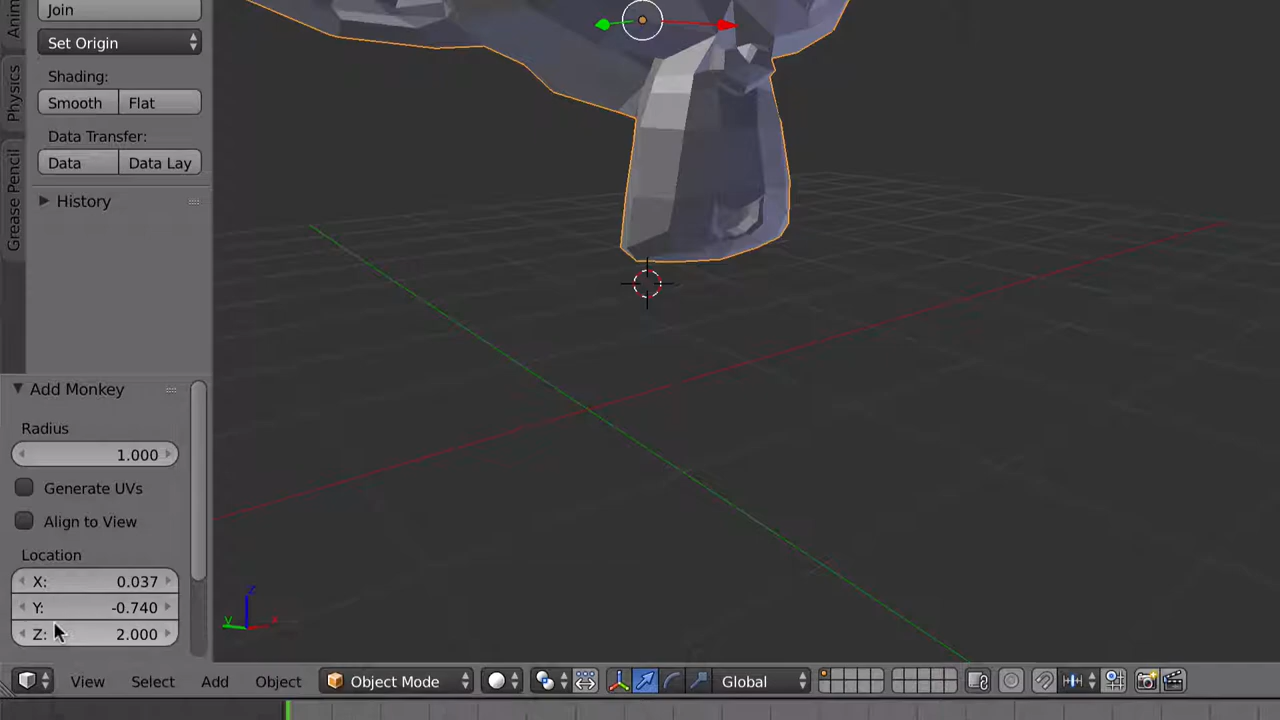 Join
Set Origin
Shading:
Smooth Flat
Data Transfer:
Data Data Lay
History
Anim
Physics
Grease Pencil
Add Monkey
Radius
1.000
Generate UVs
Align to View
Location
X: 0.037
Y: -0.740
Z: 2.000
z
y x
View Select Add Object Object Mode Global